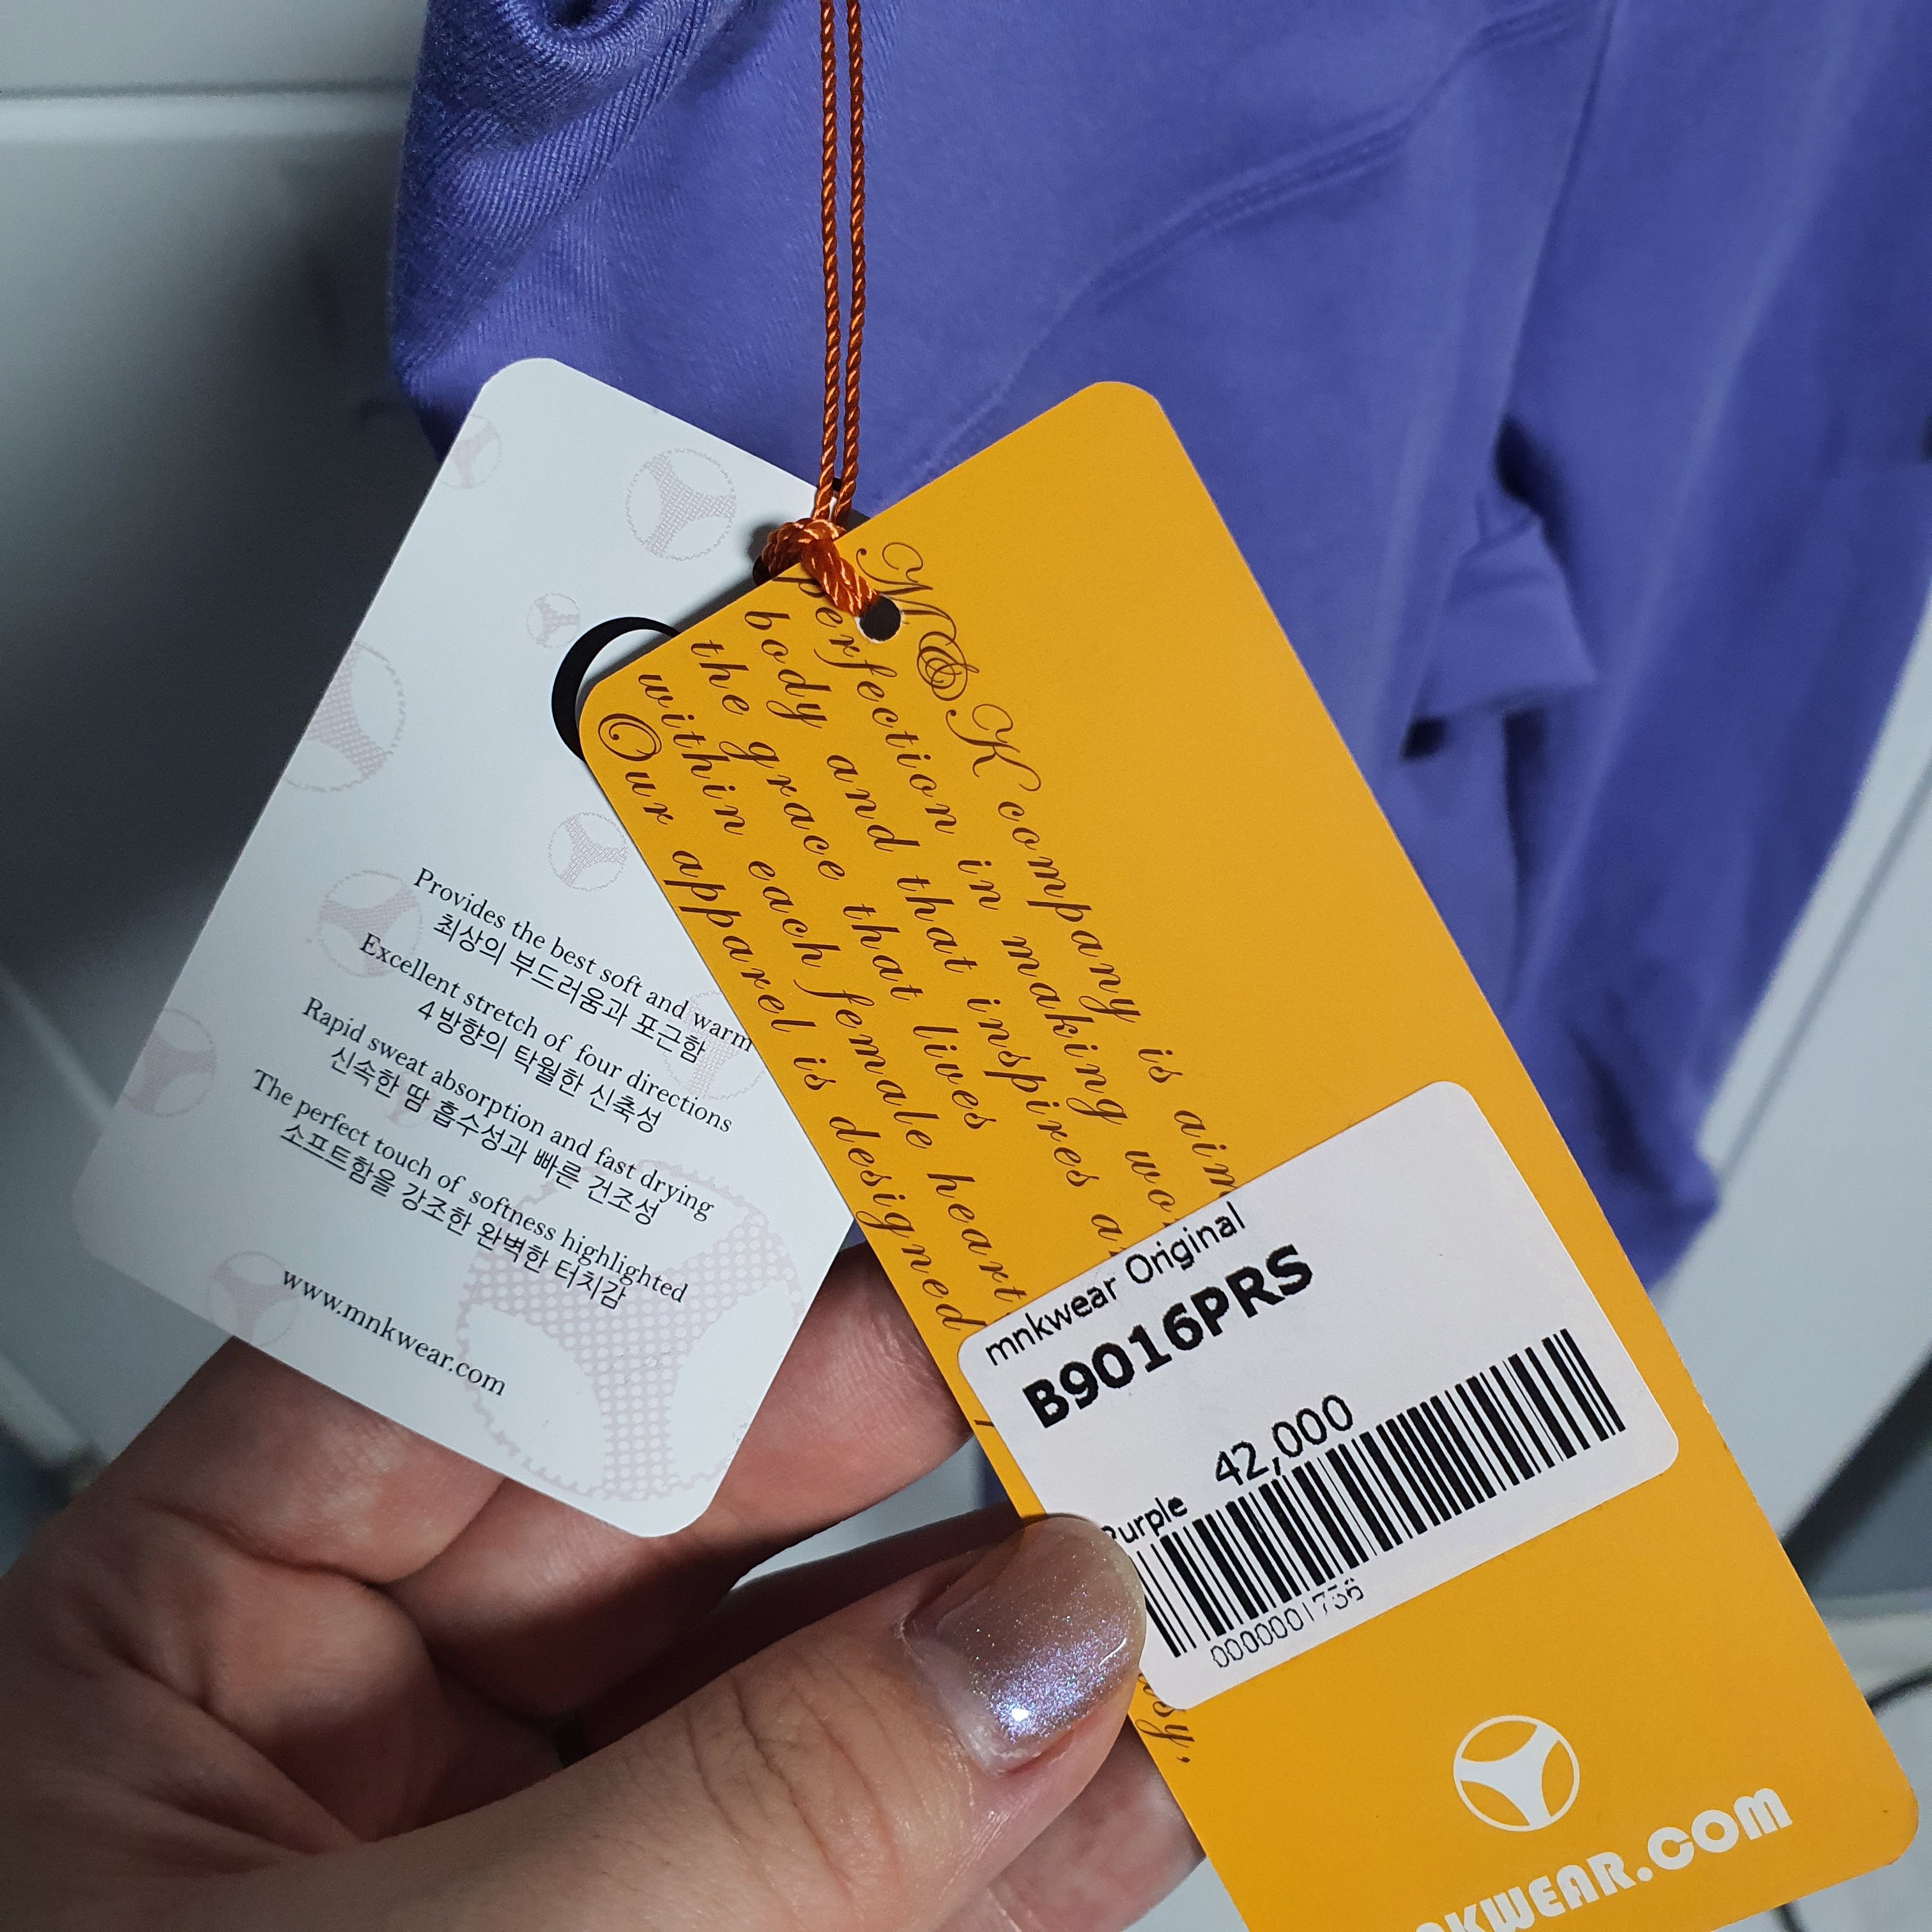 Provides the best soft and warm
최상의 부드러움과 포근함
Excellent stretch of four directions
4방향의 탁월한 신축성
Rapid sweat absorption and fast drying
신속한 땀 흡수성과 빠른 건조성
The perfect touch of softness highlighted
소프트함을 강조한 완벽한 터치감
www.mnkwear.com
M&K company is
perfection in making
body and that inspires
the grace that lives
within each female heart
Our apparel is designed
mnkwear Original
B9016PRS
42,000
Purple
0000001736
.COM